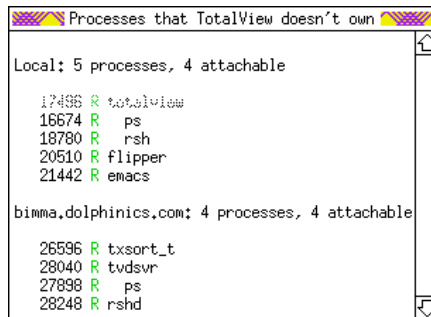 Processes that TotalView doesn't own
Local: 5 processes, 4 attachable
17496 R totalview
16674 R ps
18780 R rsh
20510 R flipper
21442 R emacs
bimma.dolphinics.com: 4 processes, 4 attachable
26596 R txsort_t
28040 R tvdsvr
27898 R ps
28248 R rshd